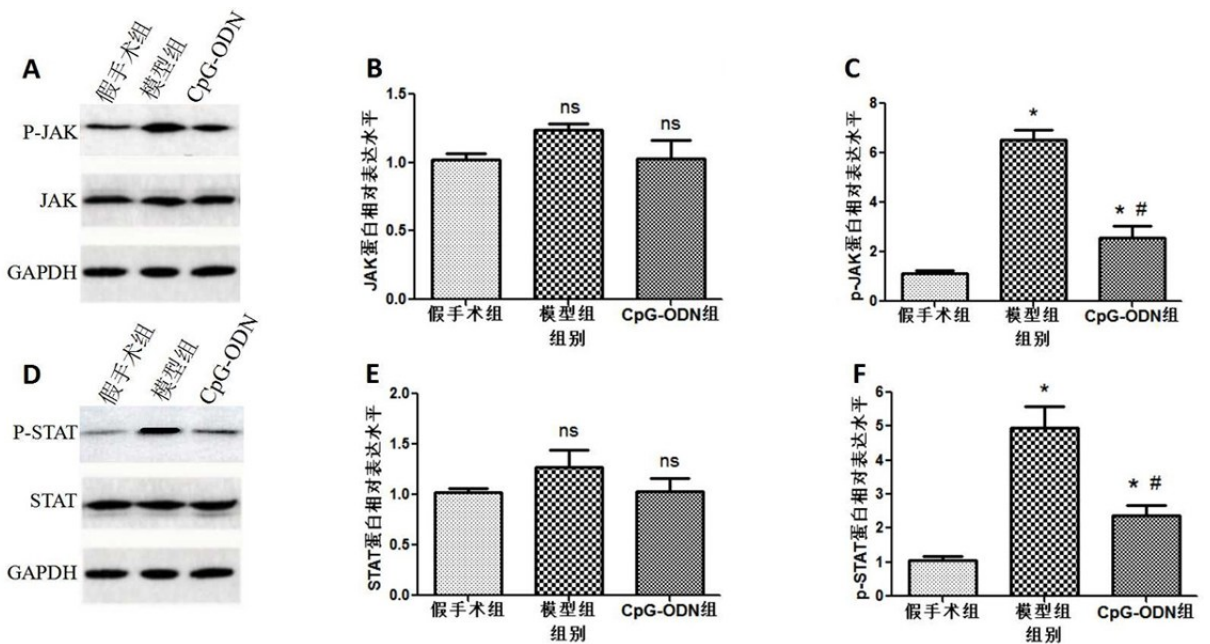 A
假手术组
模型组
CpG-ODN
P-JAK
JAK
GAPDH
B
JAK蛋白相对表达水平
1.5
1.0
0.5
0.0
ns
ns
假手术组
模型组
CpG-ODN组
组别
C
p-JAK蛋白相对表达水平
8
6
4
2
0
*
* #
假手术组
模型组
CpG-ODN组
组别
D
假手术组
模型组
CpG-ODN
P-STAT
STAT
GAPDH
E
STAT蛋白相对表达水平
2.0
1.5
1.0
0.5
0.0
ns
ns
假手术组
模型组
CpG-ODN组
组别
F
p-STAT蛋白相对表达水平
6
5
4
3
2
1
0
*
* #
假手术组
模型组
CpG-ODN组
组别